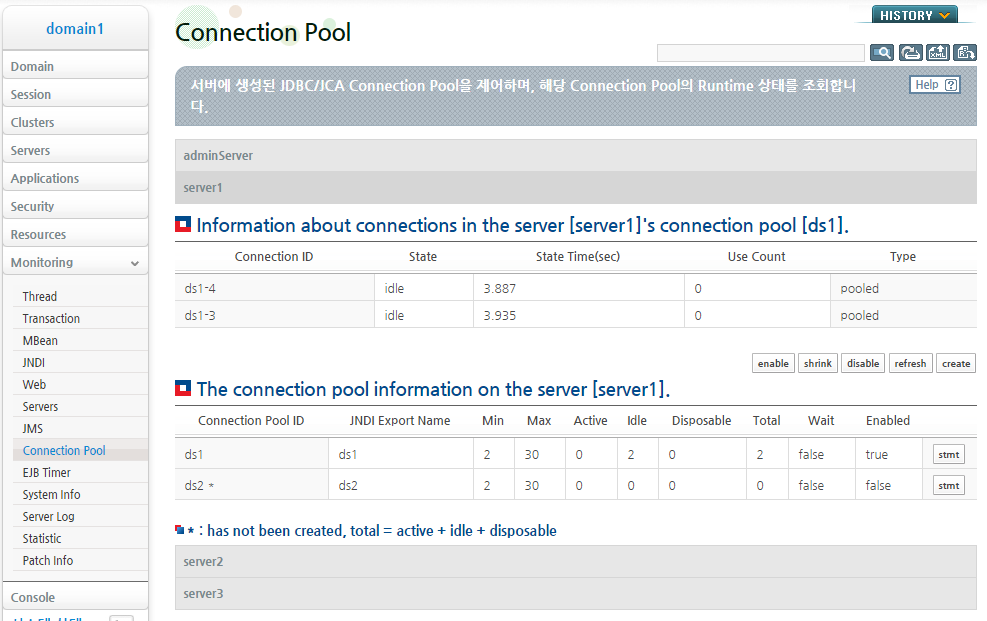 domain1
Domain
Session
Clusters
Servers
Applications
Security
Resources
Monitoring
Thread
Transaction
MBean
JNDI
Web
Servers
JMS
Connection Pool
EJB Timer
System Info
Server Log
Statistic
Patch Info
Console
HISTORY
Connection Pool
XML
서버에 생성된 JDBC/JCA Connection Pool을 제어하며, 해당 Connection Pool의 Runtime 상태를 조회합니
다.
Help ?
adminServer
server1
Information about connections in the server [server1]'s connection pool [ds1].
Connection ID State State Time(sec) Use Count Type
ds1-4 idle 3.887 0 pooled
ds1-3 idle 3.935 0 pooled
enable shrink disable refresh create
The connection pool information on the server [server1].
Connection Pool ID JNDI Export Name Min Max Active Idle Disposable Total Wait Enabled
ds1 ds1 2 30 0 2 0 2 false true stmt
ds2 * ds2 2 30 0 0 0 0 false false stmt
* : has not been created, total = active + idle + disposable
server2
server3